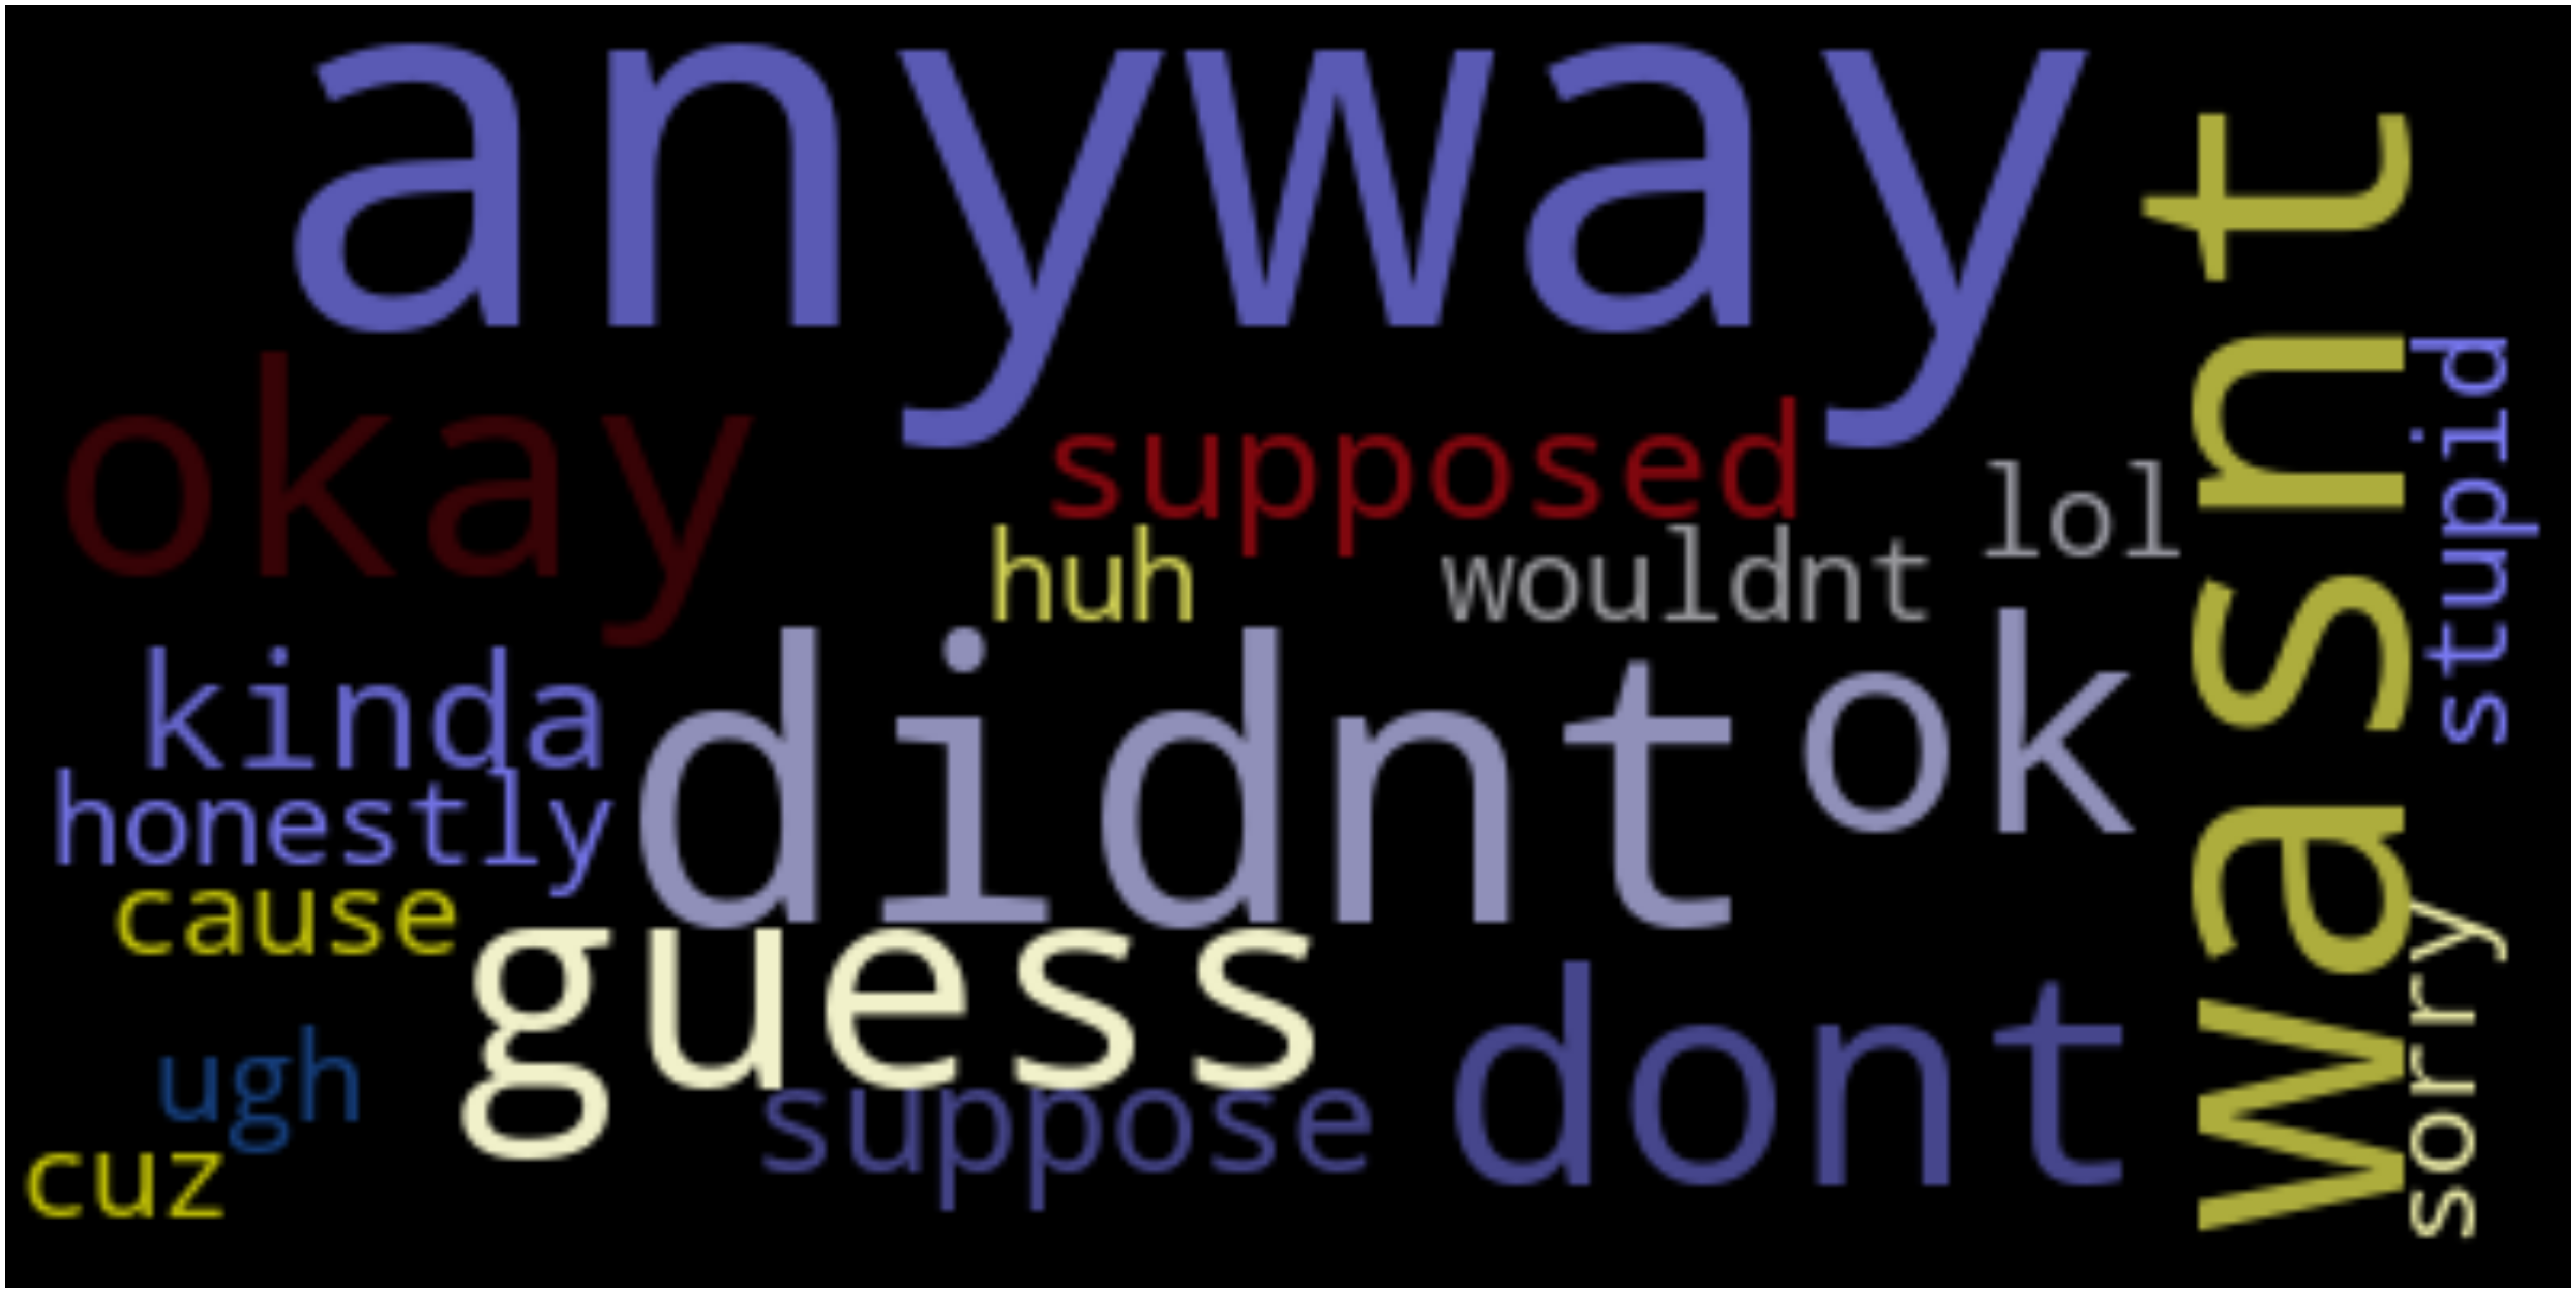 anyway
wasnt
okay
supposed
stupid
lol
huh
wouldnt
kinda
didnt
ok
honestly
cause
guess
sorry
dont
ugh
suppose
cuz